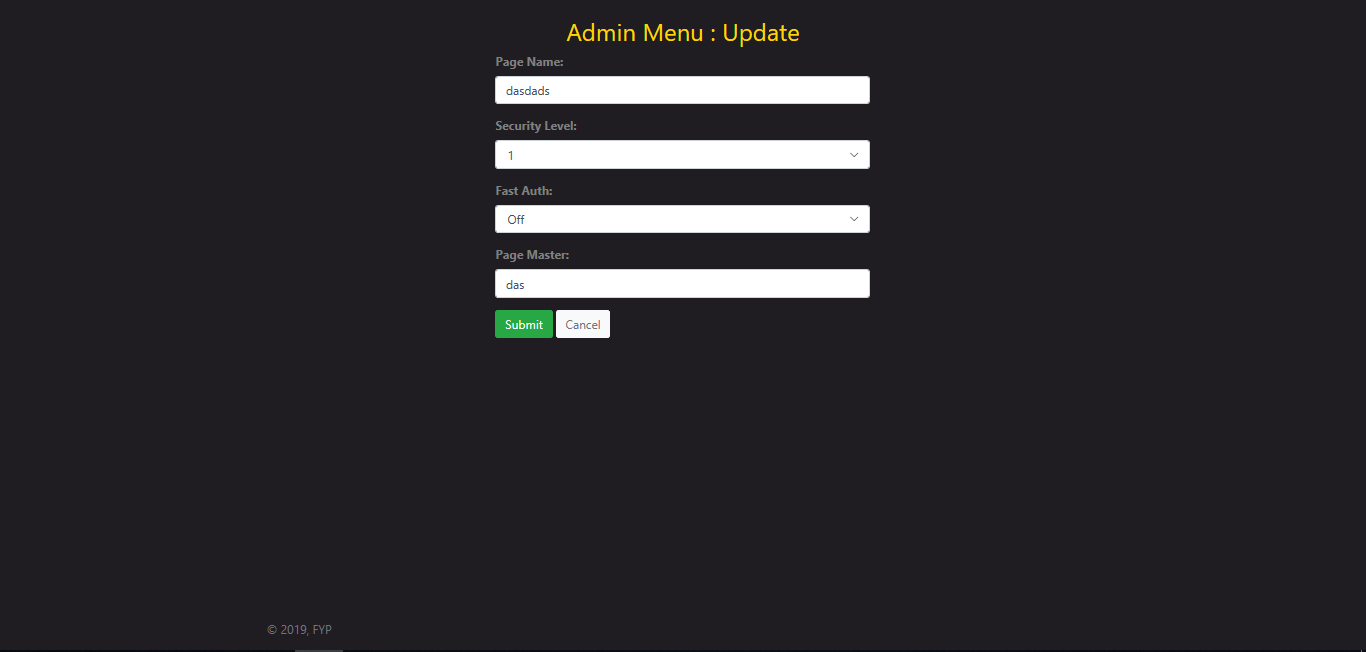 Admin Menu : Update
Page Name:
dasdads
Security Level:
1
Fast Auth:
Off
Page Master:
das
Submit Cancel
© 2019, FYP